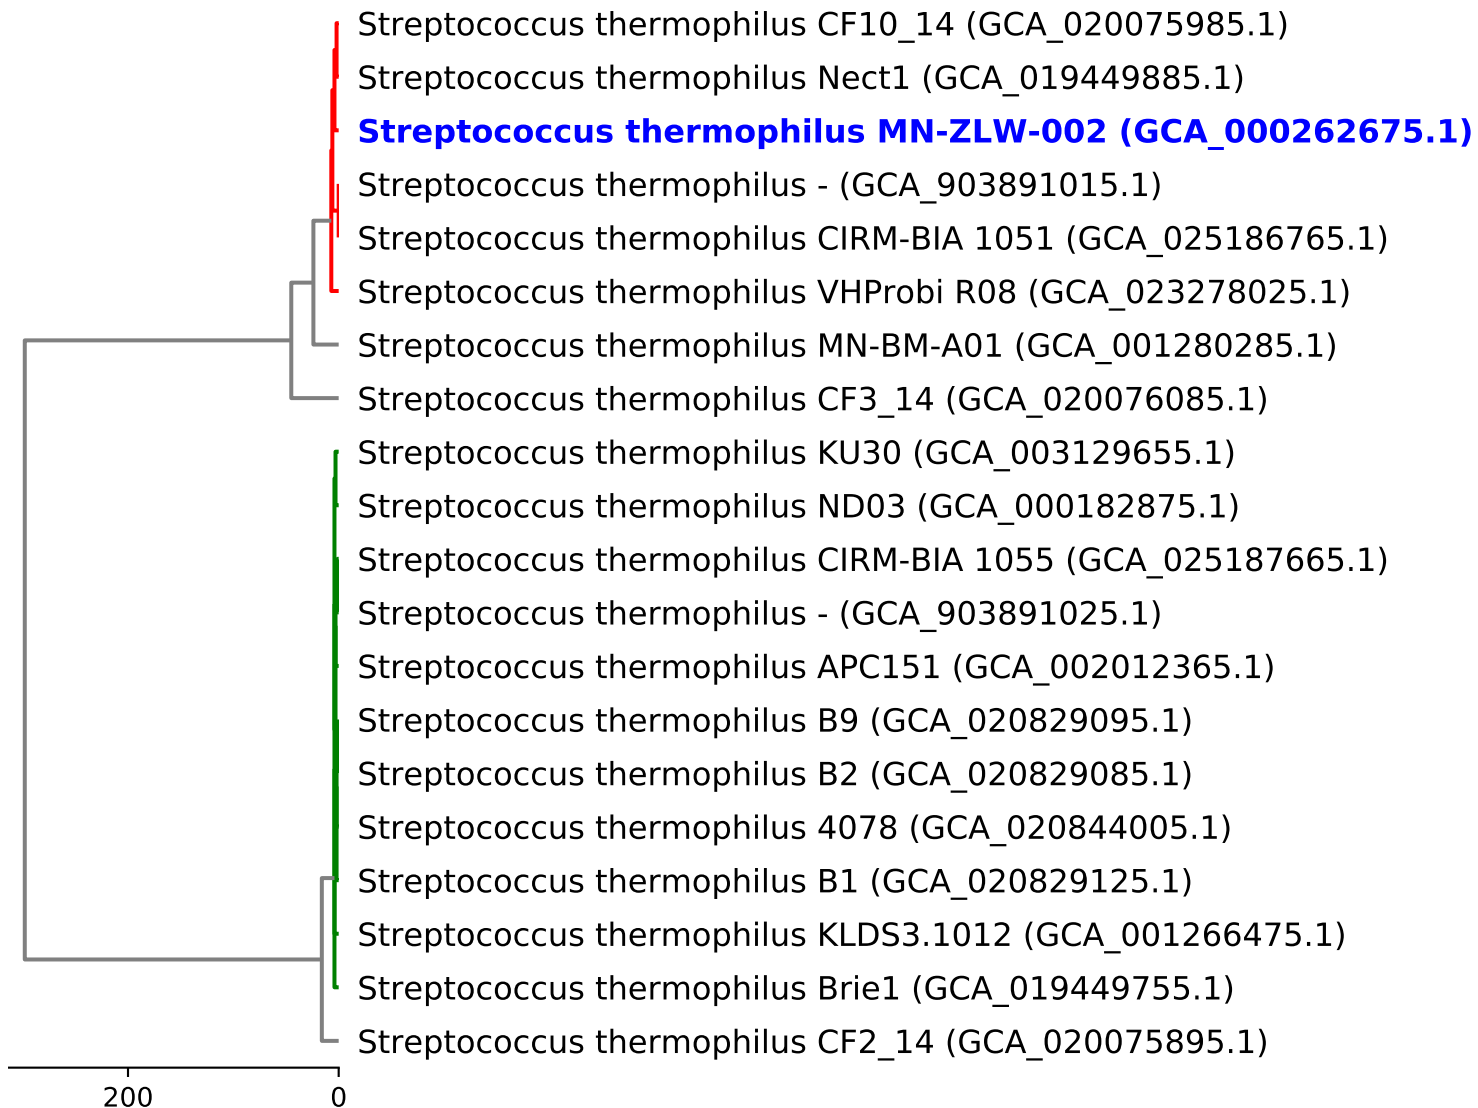 Streptococcus thermophilus CF10_14 (GCA_020075985.1)
Streptococcus thermophilus Nect1 (GCA_019449885.1)
Streptococcus thermophilus MN-ZLW-002 (GCA_000262675.1)
Streptococcus thermophilus - (GCA_903891015.1)
Streptococcus thermophilus CIRM-BIA 1051 (GCA_025186765.1)
Streptococcus thermophilus VHProbi R08 (GCA_023278025.1)
Streptococcus thermophilus MN-BM-A01 (GCA_001280285.1)
Streptococcus thermophilus CF3_14 (GCA_020076085.1)
Streptococcus thermophilus KU30 (GCA_003129655.1)
Streptococcus thermophilus ND03 (GCA_000182875.1)
Streptococcus thermophilus CIRM-BIA 1055 (GCA_025187665.1)
Streptococcus thermophilus - (GCA_903891025.1)
Streptococcus thermophilus APC151 (GCA_002012365.1)
Streptococcus thermophilus B9 (GCA_020829095.1)
Streptococcus thermophilus B2 (GCA_020829085.1)
Streptococcus thermophilus 4078 (GCA_020844005.1)
Streptococcus thermophilus B1 (GCA_020829125.1)
Streptococcus thermophilus KLDS3.1012 (GCA_001266475.1)
Streptococcus thermophilus Brie1 (GCA_019449755.1)
Streptococcus thermophilus CF2_14 (GCA_020075895.1)
200 0